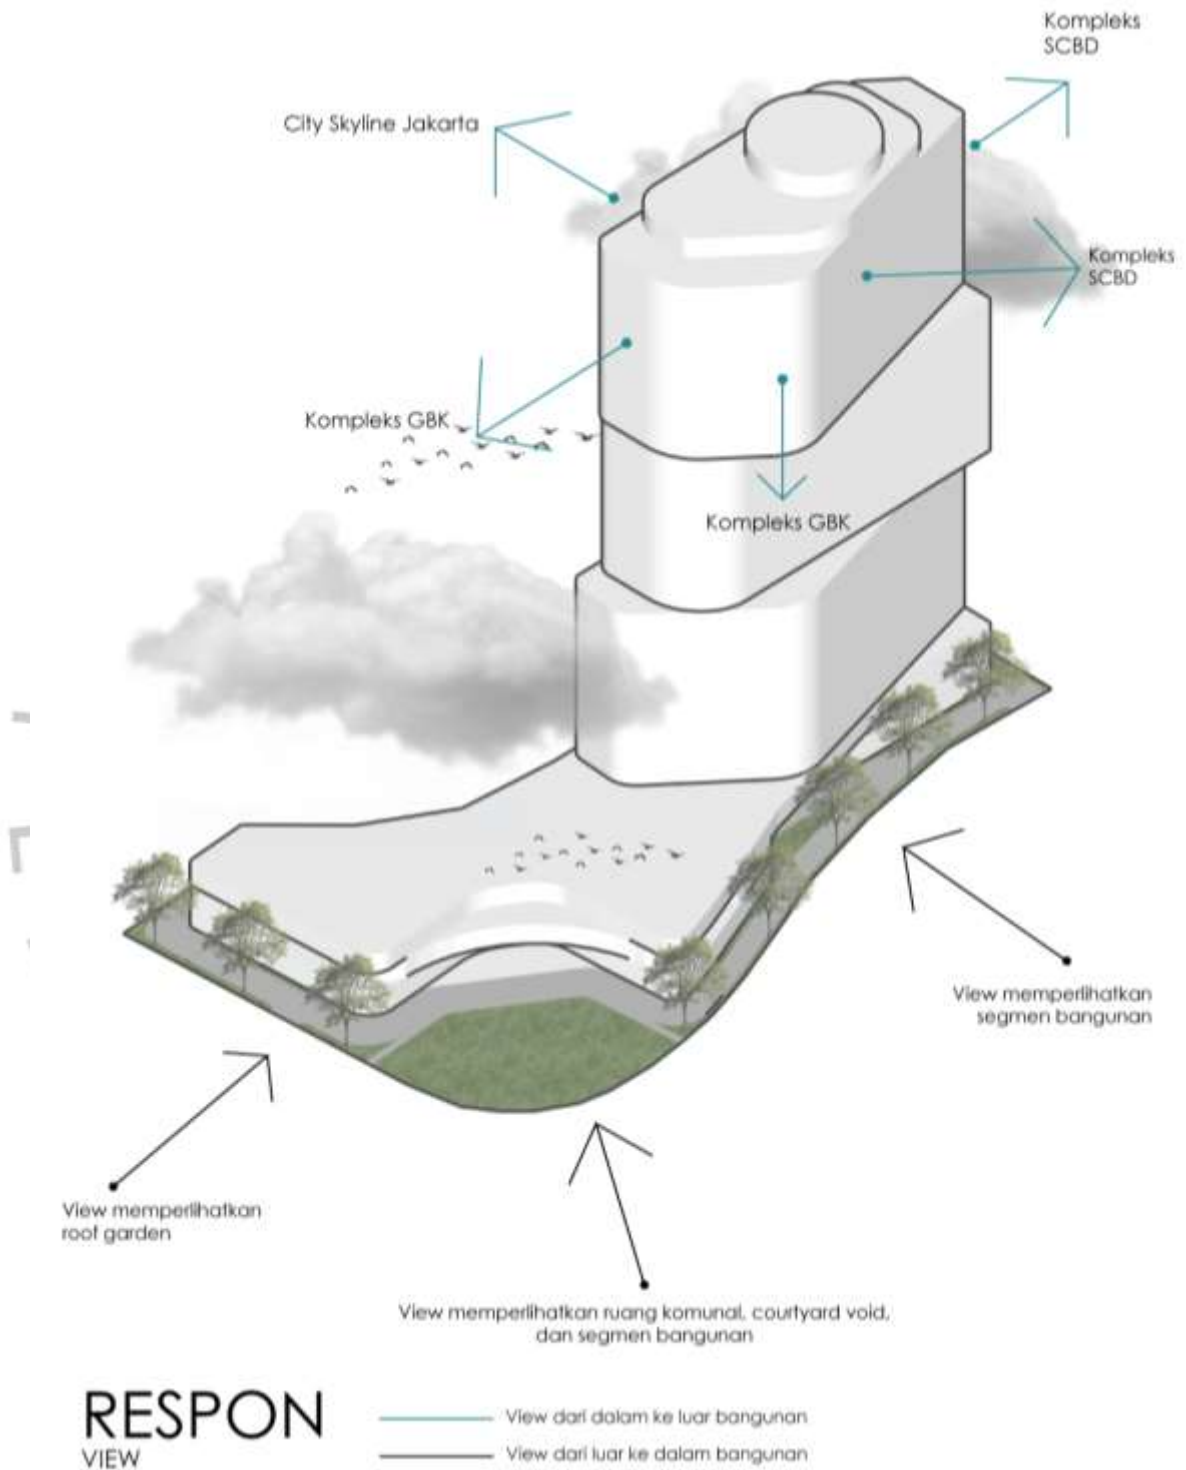 Kompleks
SCBD
City Skyline Jakarta
Kompleks
SCBD
Kompleks GBK
Kompleks GBK
View memperlihatkan
segmen bangunan
View memperlihatkan
roof garden
View memperlihatkan ruang komunal, courtyard void,
dan segmen bangunan
RESPON
VIEW
View dari dalam ke luar bangunan
View dari luar ke dalam bangunan